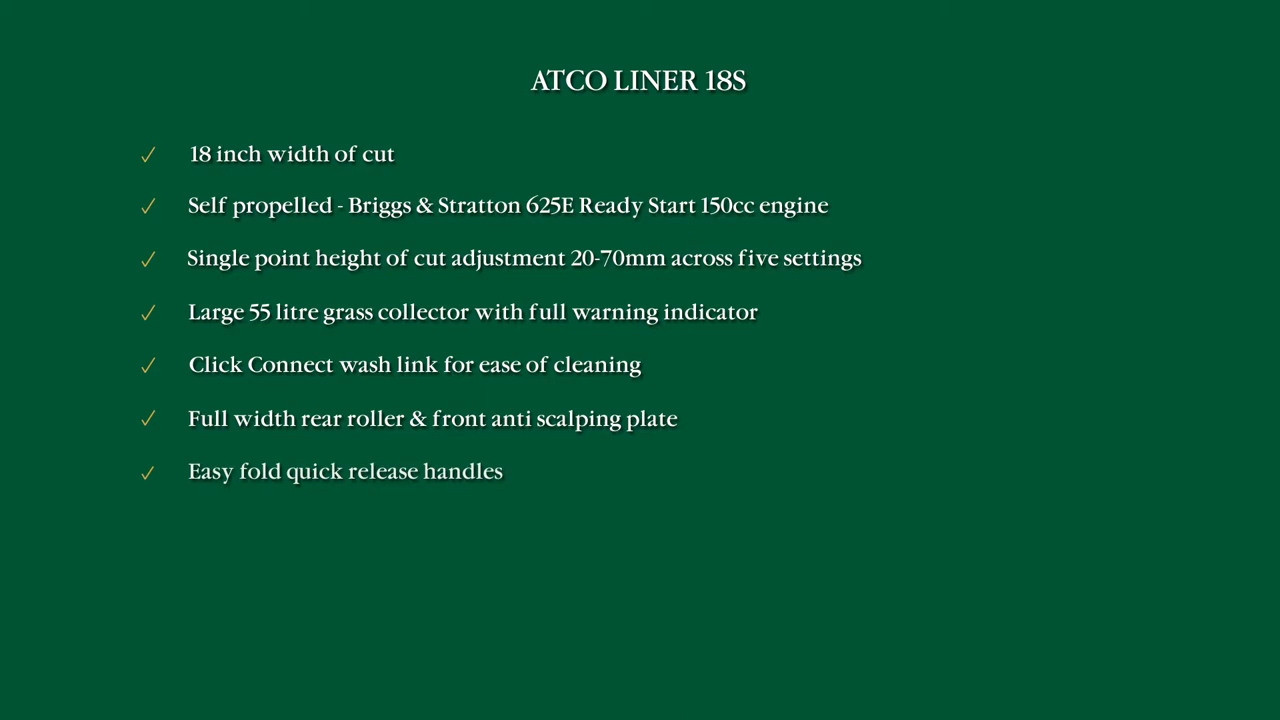 ATCO LINER 18S
✓ 18 inch width of cut
✓ Self propelled - Briggs & Stratton 625E Ready Start 150cc engine
✓ Single point height of cut adjustment 20-70mm across five settings
✓ Large 55 litre grass collector with full warning indicator
✓ Click Connect wash link for ease of cleaning
✓ Full width rear roller & front anti scalping plate
✓ Easy fold quick release handles